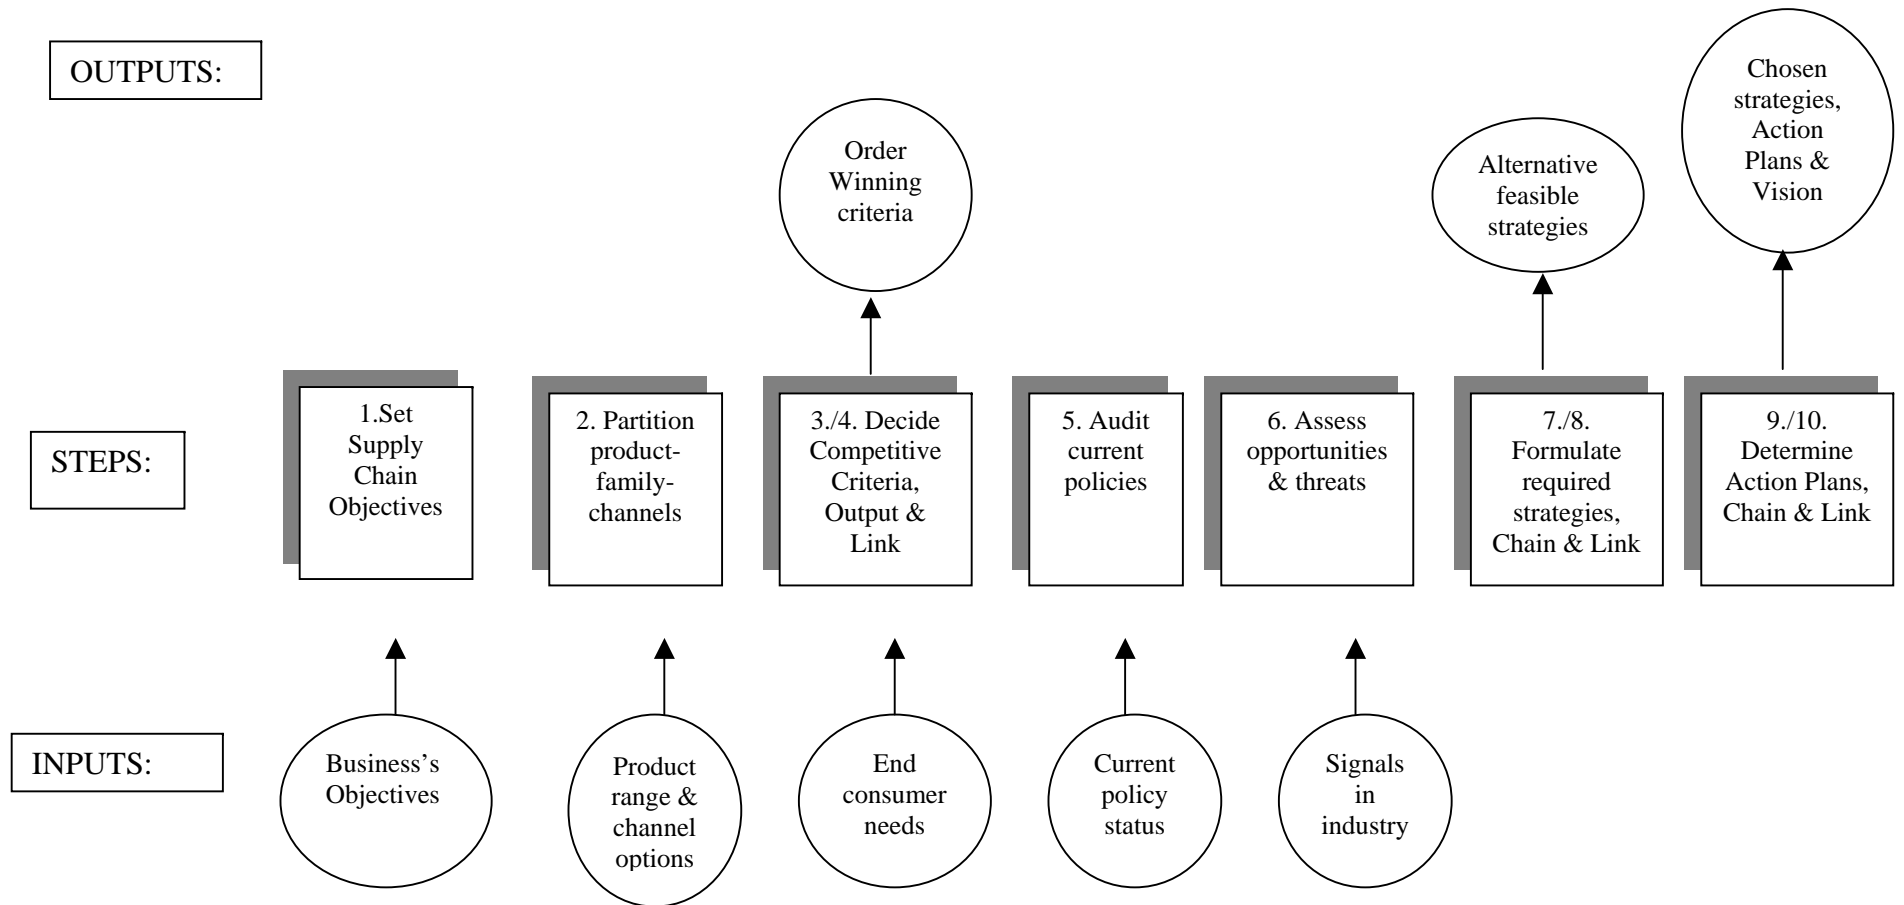 OUTPUTS:
Order
Winning
criteria
Alternative
feasible
strategies
Chosen
strategies,
Action
Plans &
Vision
STEPS:
1.Set
Supply
Chain
Objectives
2. Partition
product-
family-
channels
3./4. Decide
Competitive
Criteria,
Output &
Link
5. Audit
current
policies
6. Assess
opportunities
& threats
7./8.
Formulate
required
strategies,
Chain & Link
9./10.
Determine
Action Plans,
Chain & Link
INPUTS:
Business’s
Objectives
Product
range &
channel
options
End
consumer
needs
Current
policy
status
Signals
in
industry